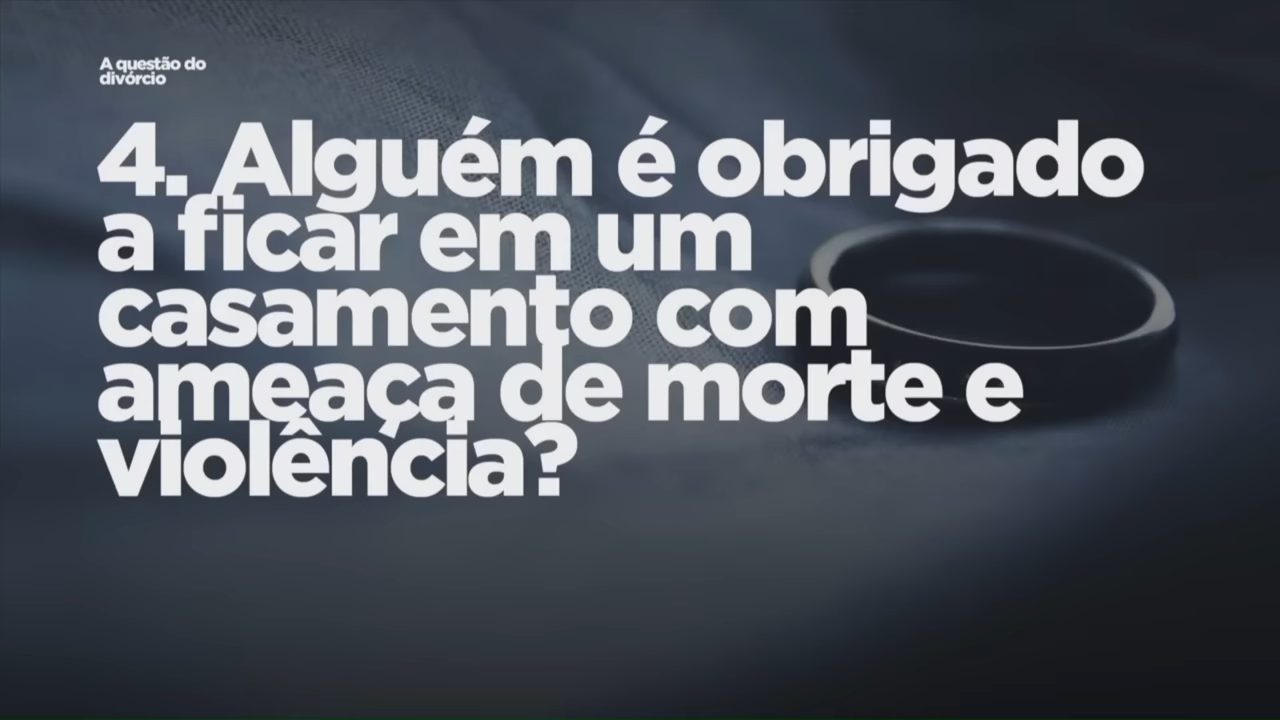 A questão do
divórcio
4. Alguém é obrigado
a ficar em um
casamento com
ameaça de morte e
violência?